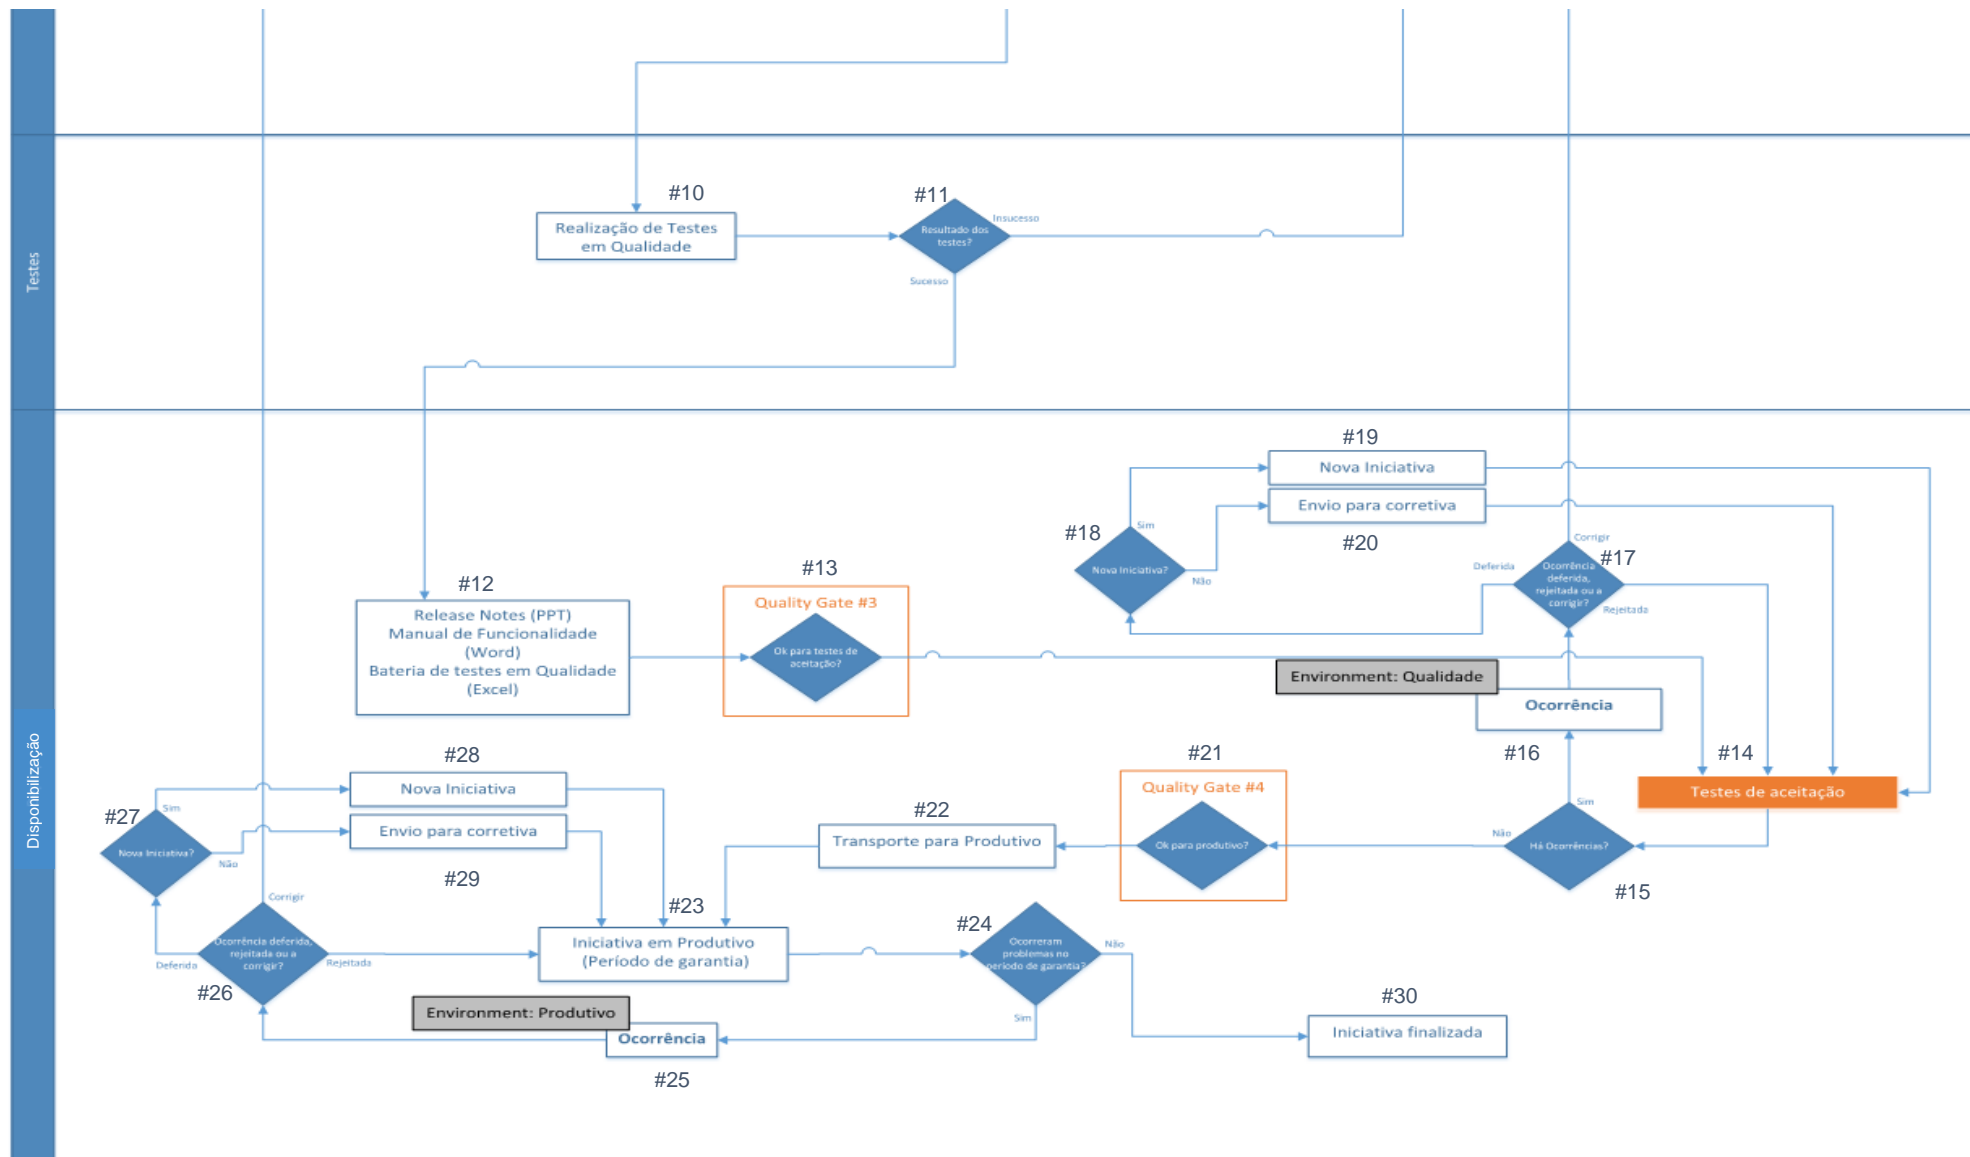 Testes
#10
Realização de Testes
em Qualidade
#11
Resultado dos
testes?
Insucesso
Sucesso
Disponibilização
#12
Release Notes (PPT)
Manual de Funcionalidade
(Word)
Bateria de testes em Qualidade
(Excel)
#13
Quality Gate #3
Ok para testes de
aceitação?
#19
Nova Iniciativa
Envio para corretiva
#20
#18
Sim
Nova Iniciativa?
Não
Corrigir
#17
Deferida
Ocorrência
deferida,
rejeitada ou a
corrigir?
Rejeitada
Environment: Qualidade
Ocorrência
#16
#14
Testes de aceitação
Sim
Não
Há Ocorrências?
#15
#21
Quality Gate #4
Ok para produtivo?
#22
Transporte para Produtivo
#28
Nova Iniciativa
Envio para corretiva
#29
#27
Sim
Nova Iniciativa?
Não
Corrigir
Ocorrência deferida,
rejeitada ou a
corrigir?
Deferida
Rejeitada
#26
#23
Iniciativa em Produtivo
(Período de garantia)
#24
Ocorreram
problemas no
período de garantia?
Não
Sim
Environment: Produtivo
Ocorrência
#25
#30
Iniciativa finalizada